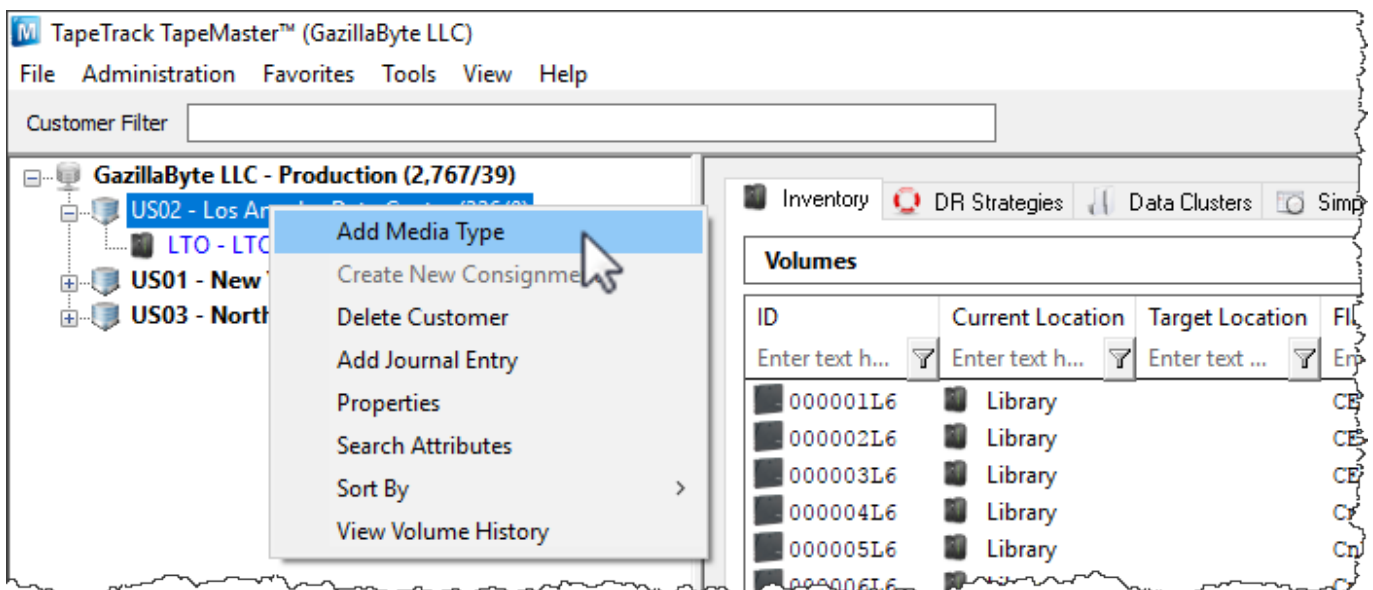 TapeTrack TapeMaster™ (GazillaByte LLC)
File Administration Favorites Tools View Help
Customer Filter
GazillaByte LLC - Production (2,767/39)
US02 - Los
LTO - LTO
US01 - New
US03 - North
Add Media Type
Create New
Delete Customer
Add Journal Entry
Properties
Search Attributes
Sort By
View Volume History
Inventory DR Strategies Data Clusters
Volumes
ID Current Location Target Location
Enter text h... Enter text h... Enter text ...
000001L6 Library
000002L6 Library
000003L6 Library
000004L6 Library
000005L6 Library